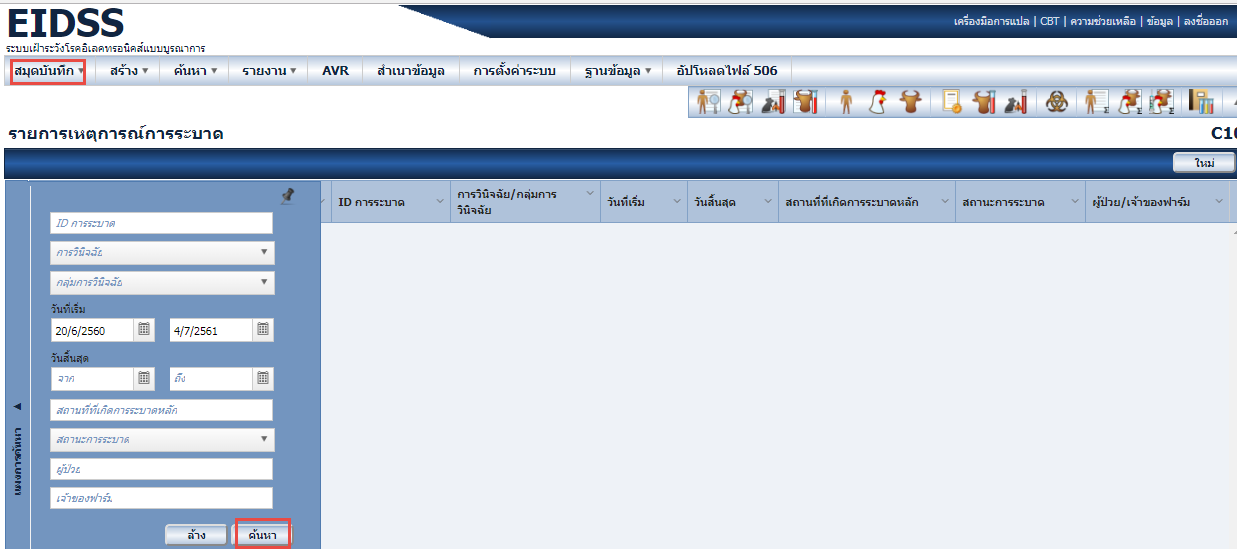 EIDSS
ระบบเฝ้าระวังโรคอิเลคทรอนิคส์แบบบูรณาการ
เครื่องมือการแปล | CBT | ความช่วยเหลือ | ข้อมูล | ลงชื่อออก
สมุดบันทึก สร้าง ค้นหา รายงาน AVR สำเนาข้อมูล การตั้งค่าระบบ ฐานข้อมูล อัปโหลดไฟล์ 506
รายการเหตุการณ์การระบาด
ใหม่
ID การระบาด
การวินิจฉัย/กลุ่มการ
วินิจฉัย
วันที่เริ่ม
วันสิ้นสุด
สถานที่ที่เกิดการระบาดหลัก
สถานะการระบาด
ผู้ป่วย/เจ้าของฟาร์ม
แผงการค้นหา
ID การระบาด
การวินิจฉัย
กลุ่มการวินิจฉัย
วันที่เริ่ม
20/6/2560 4/7/2561
วันสิ้นสุด
จาก ถึง
สถานที่ที่เกิดการระบาดหลัก
สถานะการระบาด
ผู้ป่วย
เจ้าของฟาร์ม
ล้าง ค้นหา